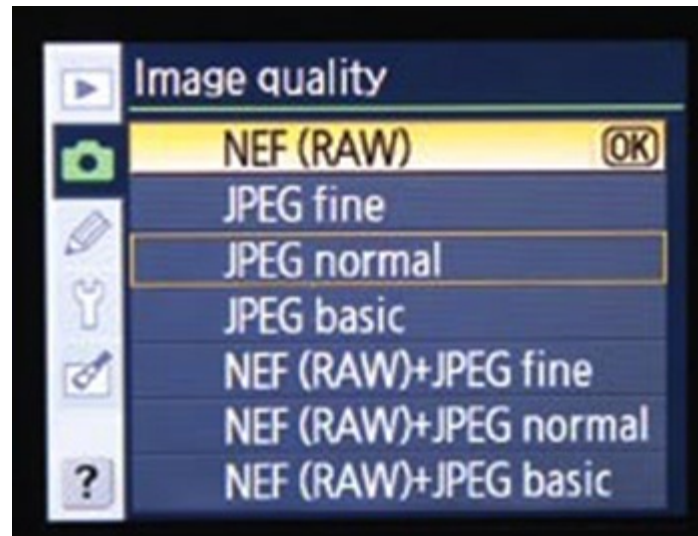 Image quality
NEF (RAW) OK
JPEG fine
JPEG normal
JPEG basic
NEF (RAW)+JPEG fine
NEF (RAW)+JPEG normal
? NEF (RAW)+JPEG basic